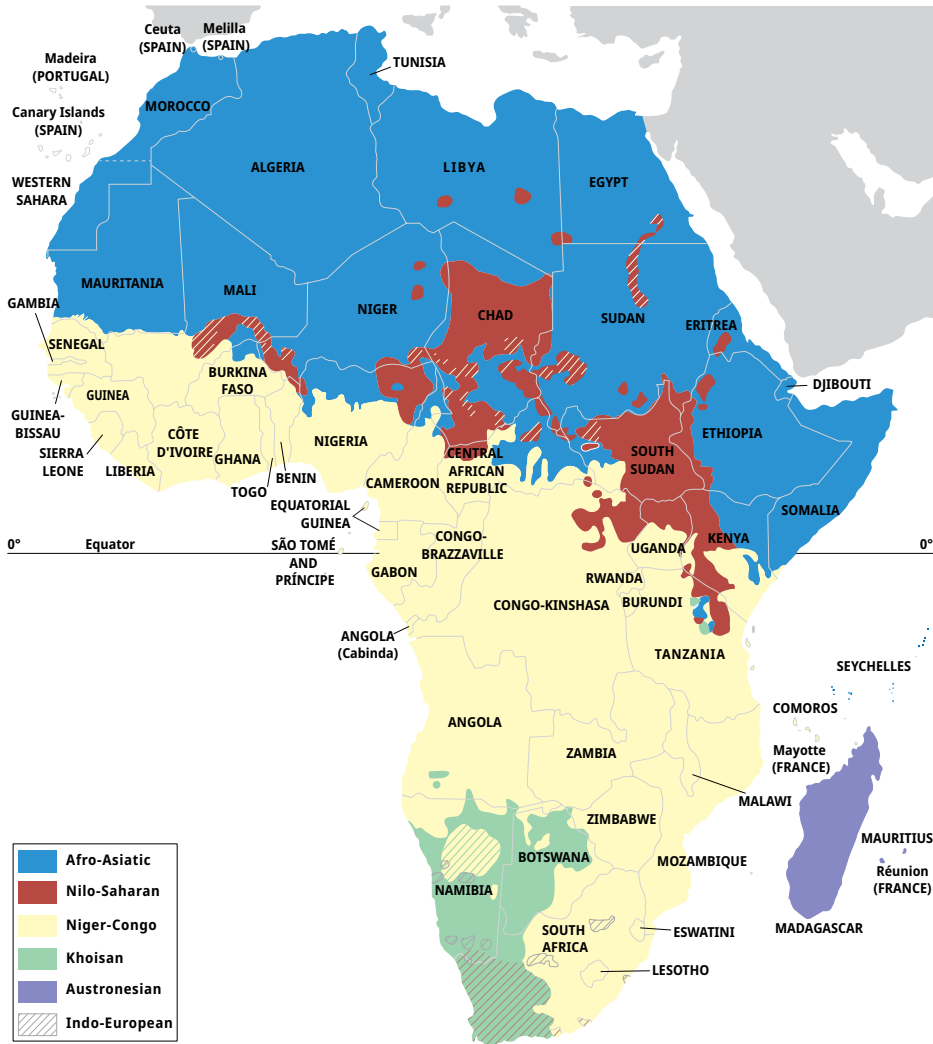 Ceuta
(SPAIN)
Melilla
(SPAIN)
Madeira
(PORTUGAL)
TUNISIA
MOROCCO
Canary Islands
(SPAIN)
ALGERIA
LIBYA
EGYPT
WESTERN
SAHARA
MAURITANIA
MALI
NIGER
CHAD
SUDAN
ERITREA
GAMBIA
SENEGAL
BURKINA
FASO
DJIBOUTI
GUINEA
GUINEA-
BISSAU
CÔTE
D'IVOIRE
GHANA
NIGERIA
ETHIOPIA
SIERRA
LEONE
LIBERIA
TOGO
BENIN
CENTRAL
AFRICAN
REPUBLIC
SOUTH
SUDAN
CAMEROON
SOMALIA
EQUATORIAL
GUINEA
CONGO-
BRAZZAVILLE
UGANDA
KENYA
0°
Equator
0°
SÃO TOMÉ
AND
PRÍNCIPE
GABON
RWANDA
CONGO-KINSHASA
BURUNDI
ANGOLA
(Cabinda)
TANZANIA
SEYCHELLES
COMOROS
ANGOLA
ZAMBIA
Mayotte
(FRANCE)
MALAWI
ZIMBABWE
MAURITIUS
BOTSWANA
MOZAMBIQUE
Réunion
(FRANCE)
NAMIBIA
MADAGASCAR
SOUTH
AFRICA
ESWATINI
LESOTHO
Afro-Asiatic
Nilo-Saharan
Niger-Congo
Khoisan
Austronesian
Indo-European